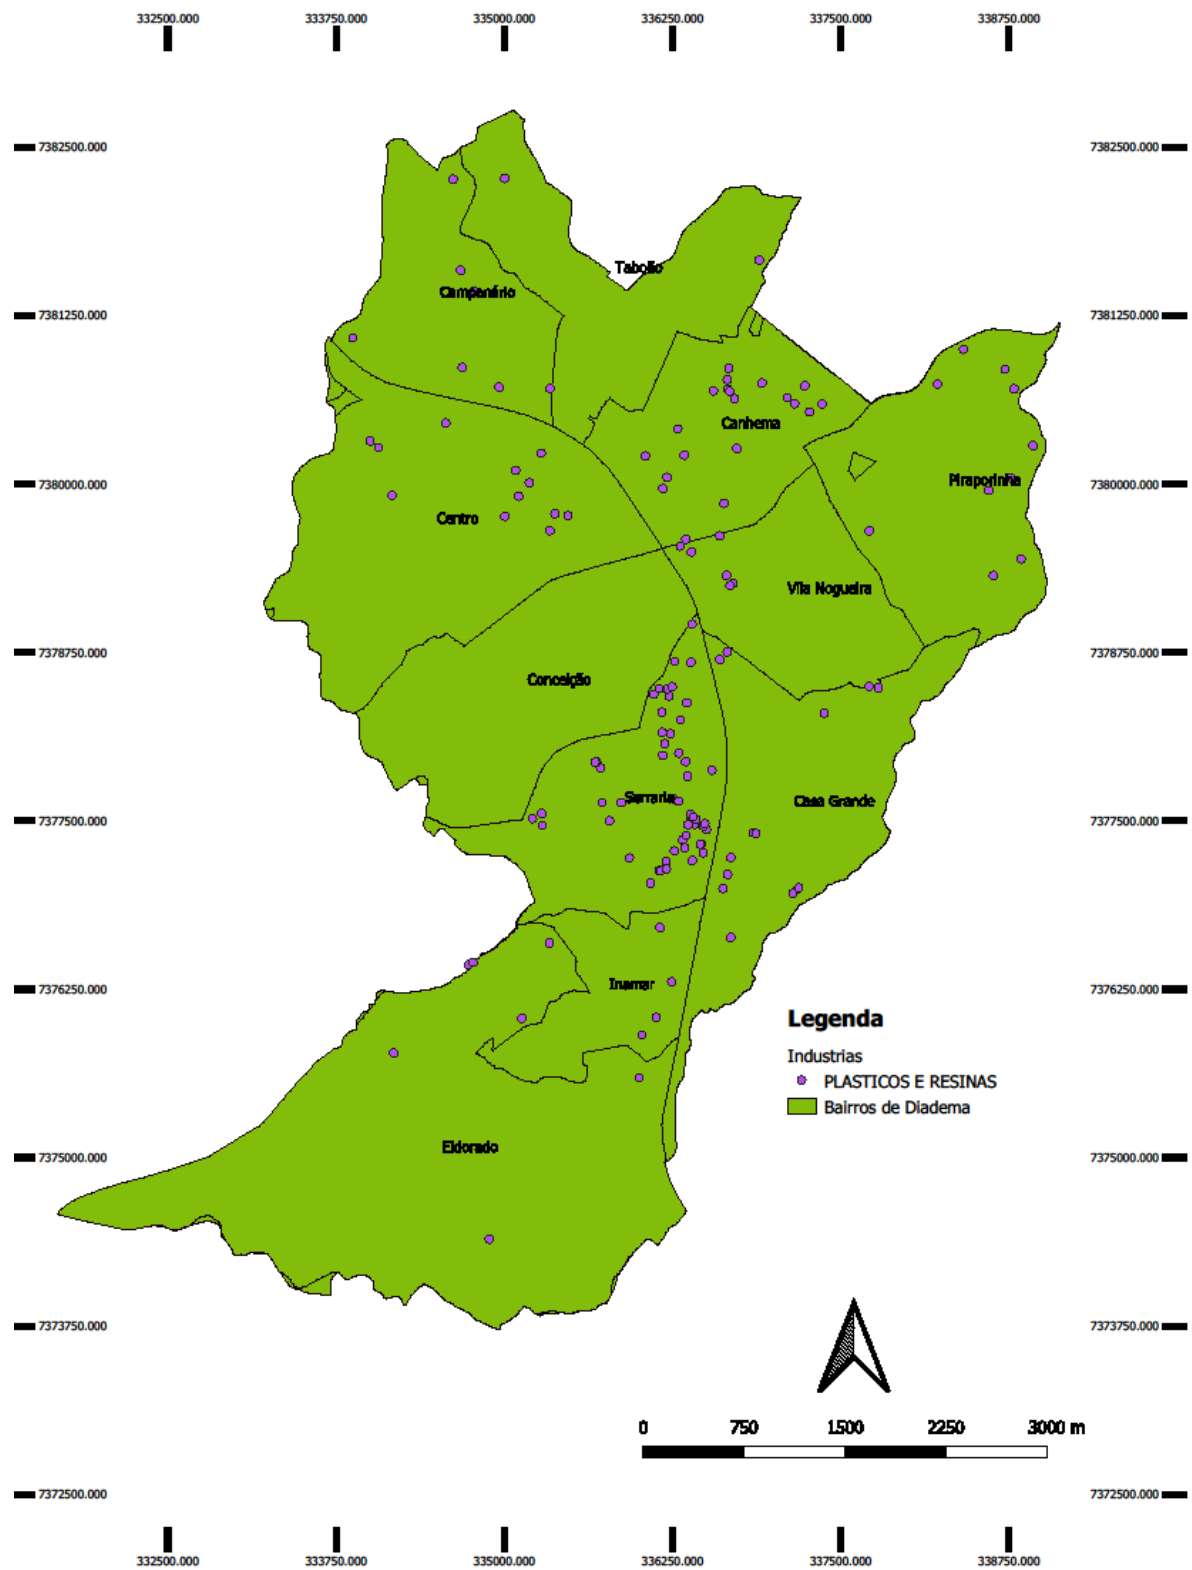 332500.000 333750.000 335000.000 336250.000 337500.000 338750.000
7382500.000 7382500.000
Tabolão
Campanário
7381250.000 7381250.000
Canhema
Piraporinha
7380000.000 7380000.000
Centro
Vila Nogueira
7378750.000 7378750.000
Conceição
Serraria Casa Grande
7377500.000 7377500.000
Inamar
7376250.000 7376250.000
Legenda
Industrias
PLASTICOS E RESINAS
Bairros de Diadema
Eldorado
7375000.000 7375000.000
7373750.000 7373750.000
0 750 1500 2250 3000 m
7372500.000 7372500.000
332500.000 333750.000 335000.000 336250.000 337500.000 338750.000